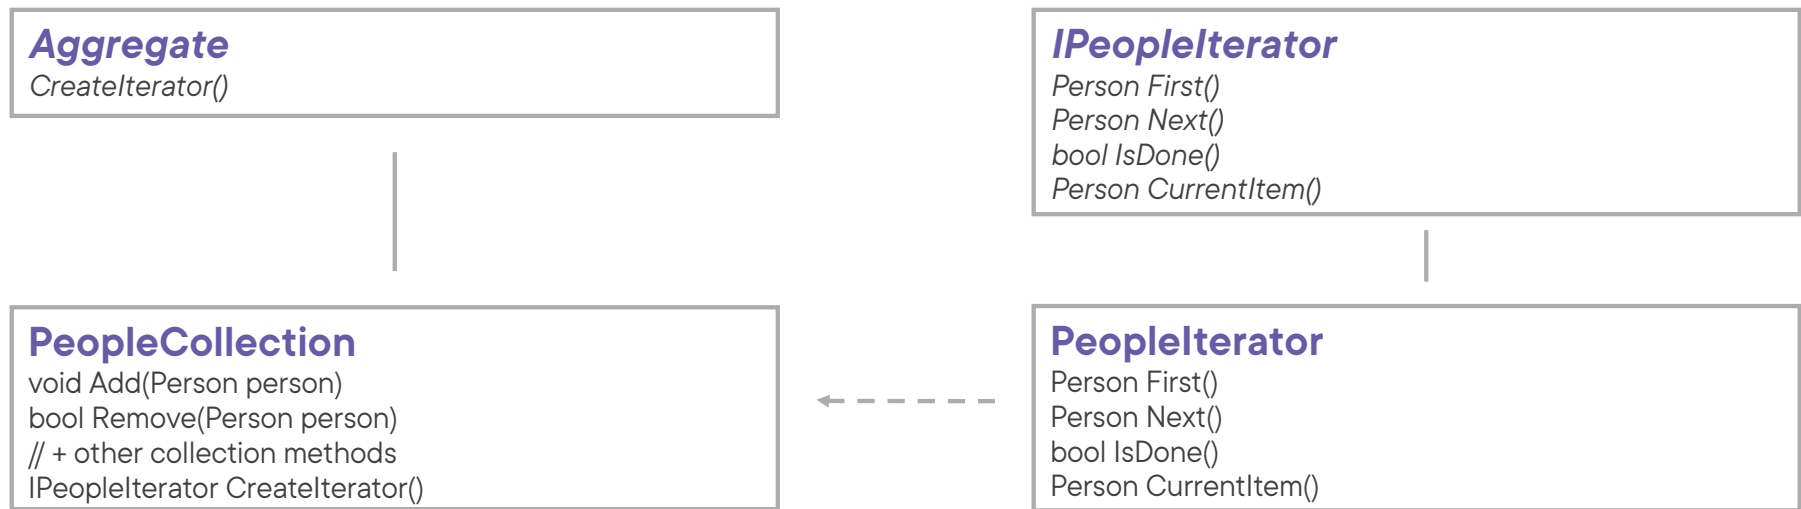 Aggregate
CreateIterator()
IPeopleIterator
Person First()
Person Next()
bool IsDone()
Person CurrentItem()
PeopleCollection
void Add(Person person)
bool Remove(Person person)
// + other collection methods
IPeopleIterator CreateIterator()
PeopleIterator
Person First()
Person Next()
bool IsDone()
Person CurrentItem()